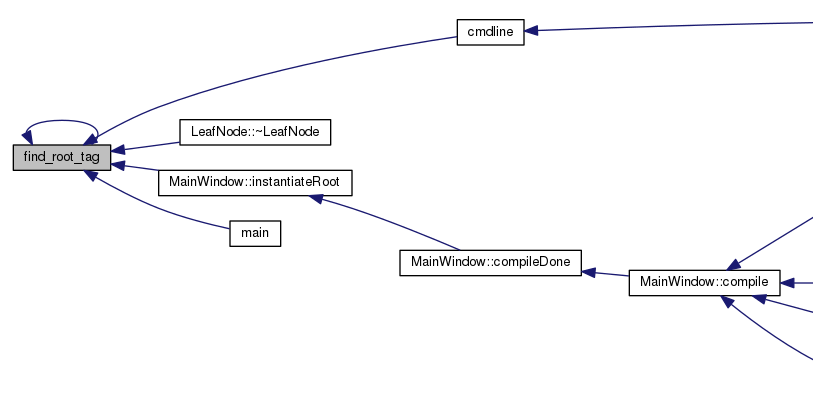 cmdline
LeafNode::~LeafNode
find_root_tag
MainWindow::instantiateRoot
main
MainWindow::compileDone
MainWindow::compile